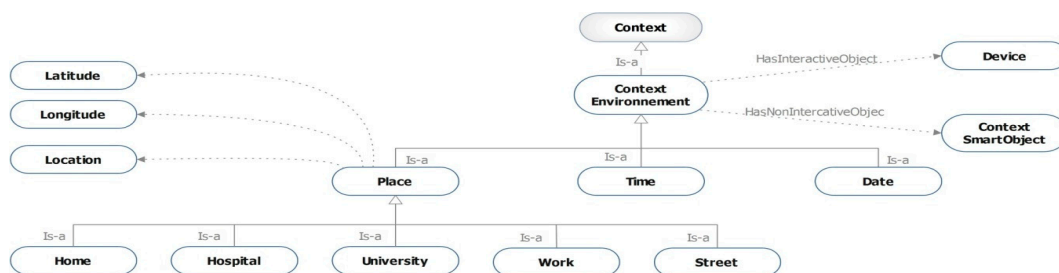 Context
Is-a
HasInteractiveObject
Device
Latitude
Context
Environnement
Longitude
HasNonIntercativeObjec
Context
SmartObject
Location
Is-a
Is-a
Is-a
Place
Time
Date
Is-a
Is-a
Is-a
Is-a
Is-a
Home
Hospital
University
Work
Street